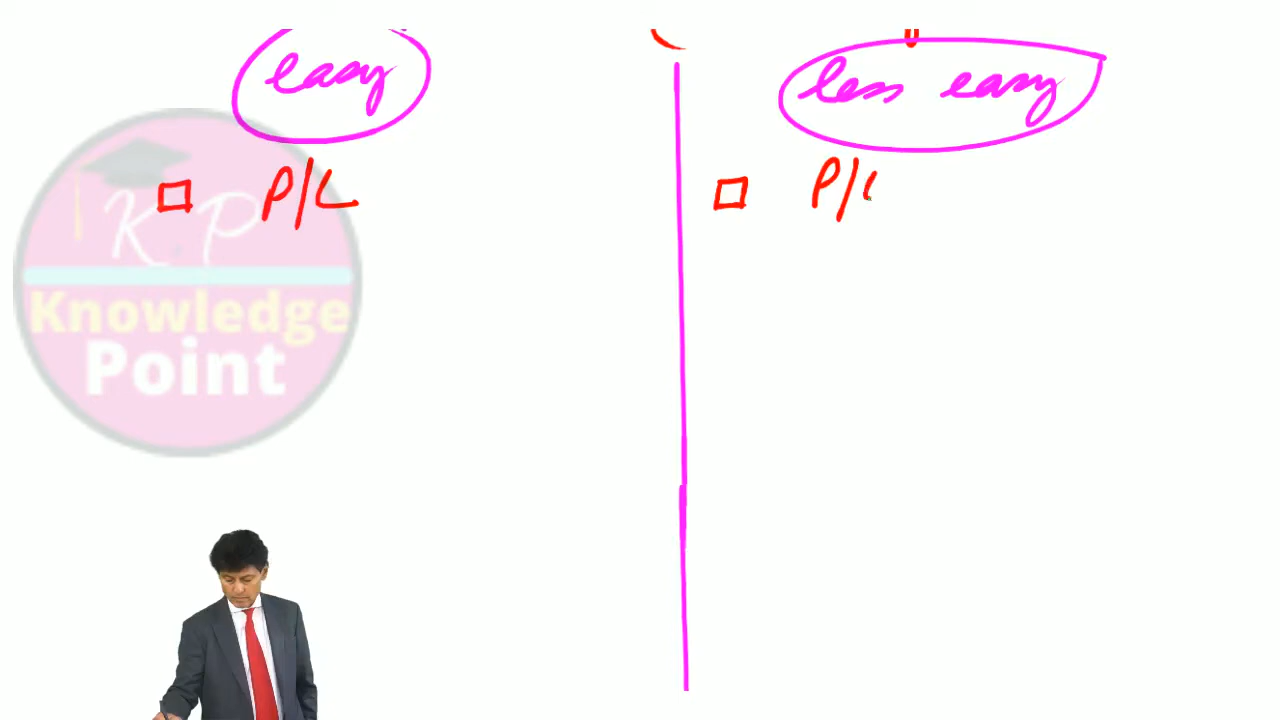 easy
less easy
P/L
P/
K.P
Knowledge
Point